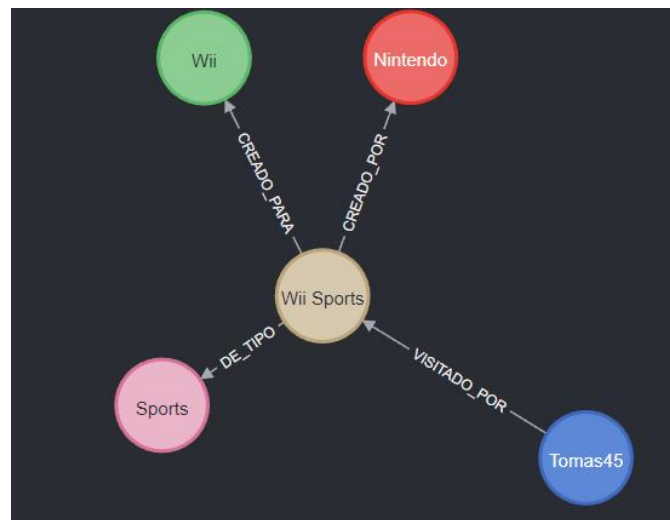 Wii
Nintendo
CREADO_PARA
CREADO_POR
Wii Sports
DE_TIPO
VISITADO_POR
Sports
Tomas45